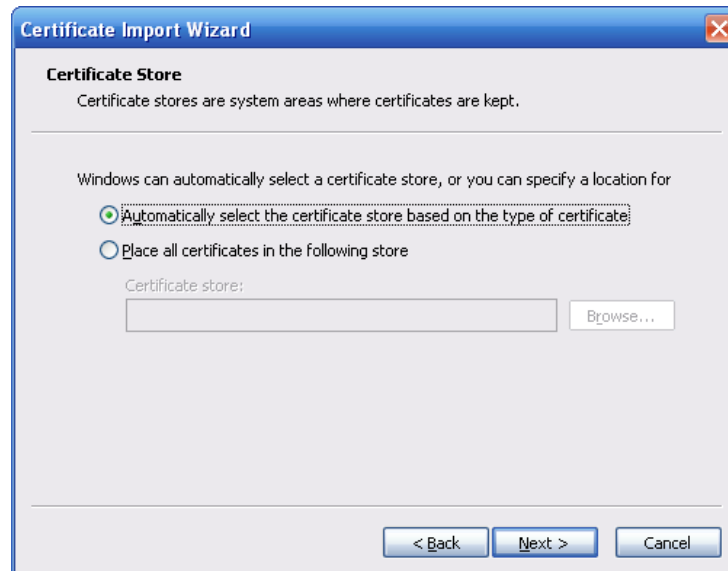 Certificate Import Wizard
Certificate Store
Certificate stores are system areas where certificates are kept.
Windows can automatically select a certificate store, or you can specify a location for
Automatically select the certificate store based on the type of certificate
Place all certificates in the following store
Certificate store:
Browse...
< Back Next > Cancel